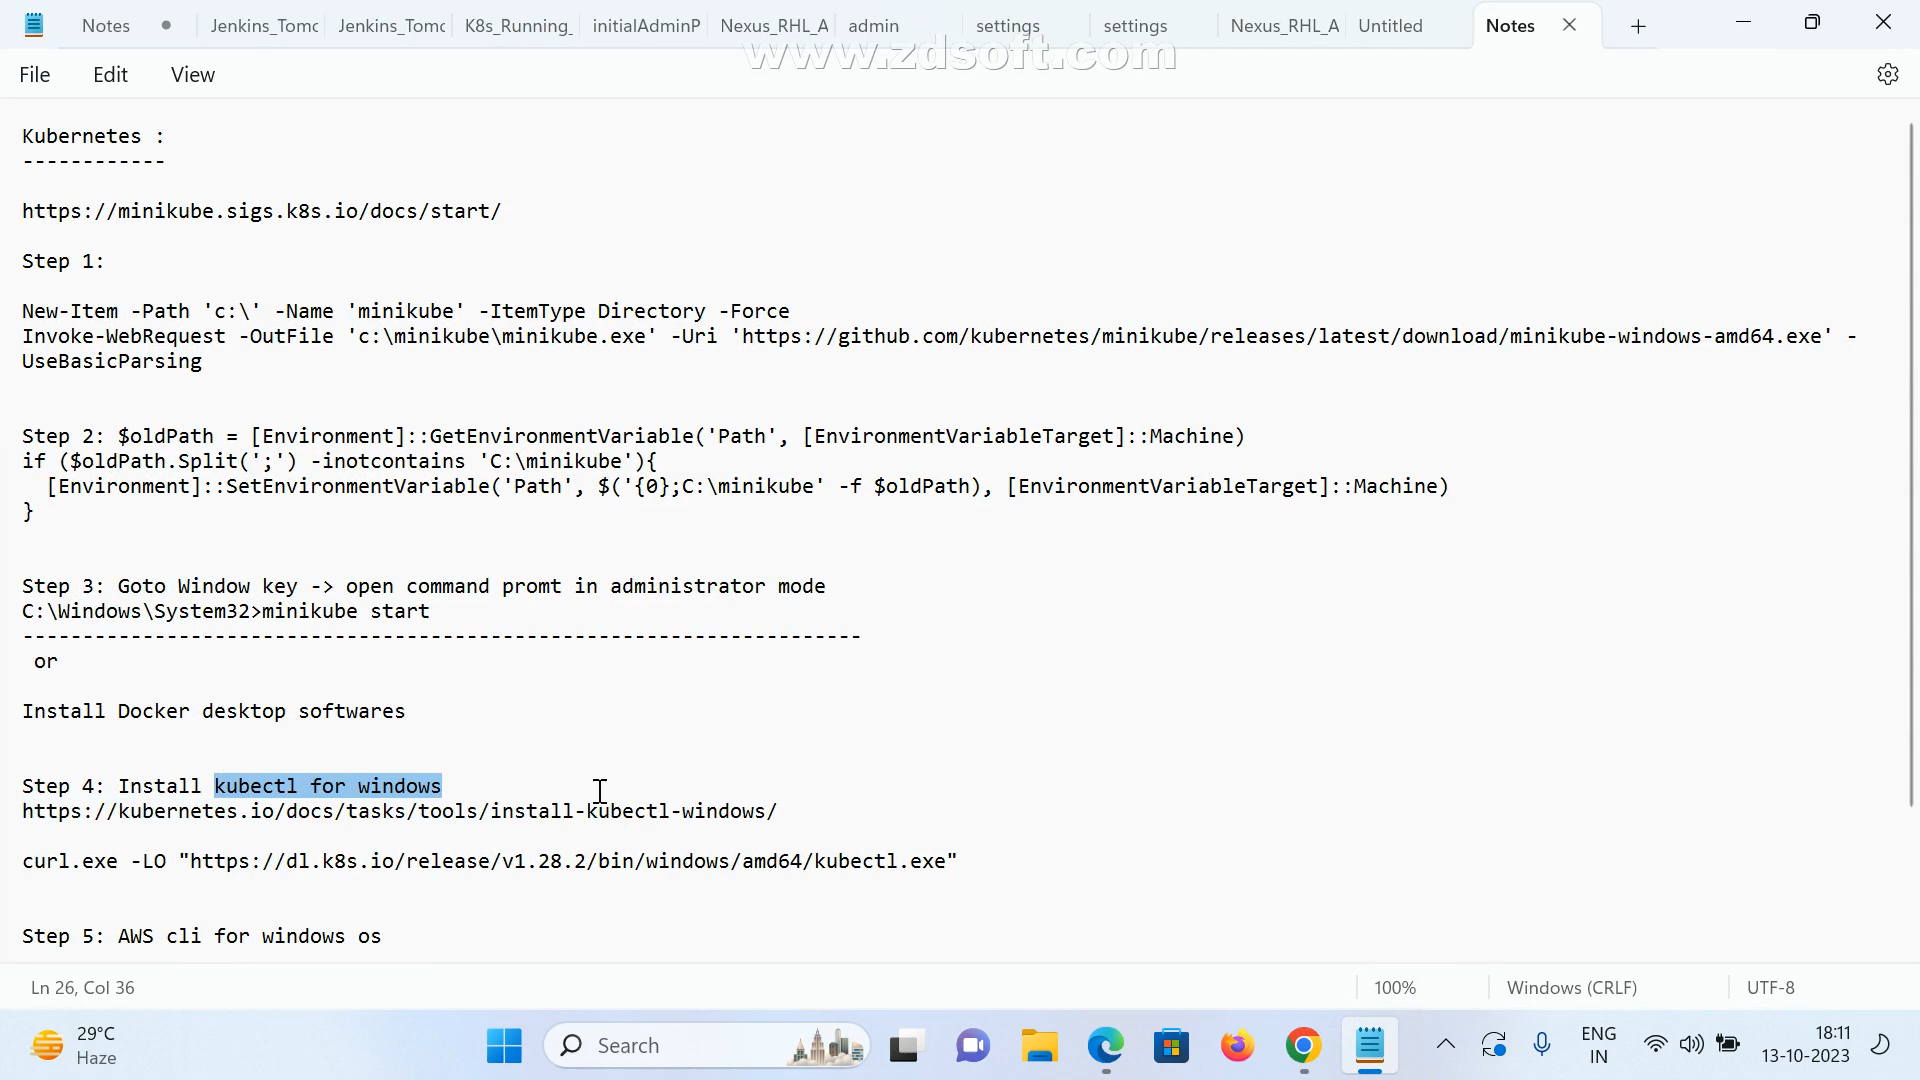 Notes
Jenkins_Tomc
Jenkins_Tomc
K8s_Running_
initialAdminP
Nexus_RHL_A
admin
settings
settings
Nexus_RHL_A
Untitled
Notes
www.zdsoft.com
File Edit View
Kubernetes :
------------
https://minikube.sigs.k8s.io/docs/start/
Step 1:
New-Item -Path 'c:\' -Name 'minikube' -ItemType Directory -Force
Invoke-WebRequest -OutFile 'c:\minikube\minikube.exe' -Uri 'https://github.com/kubernetes/minikube/releases/latest/download/minikube-windows-amd64.exe' -
UseBasicParsing
Step 2: $oldPath = [Environment]::GetEnvironmentVariable('Path', [EnvironmentVariableTarget]::Machine)
if ($oldPath.Split(';') -inotcontains 'C:\minikube'){
  [Environment]::SetEnvironmentVariable('Path', $('{0};C:\minikube' -f $oldPath), [EnvironmentVariableTarget]::Machine)
}
Step 3: Goto Window key -> open command promt in administrator mode
C:\Windows\System32>minikube start
----------------------------------------------------------------------
or
Install Docker desktop softwares
Step 4: Install kubectl for windows
https://kubernetes.io/docs/tasks/tools/install-kubectl-windows/
curl.exe -LO "https://dl.k8s.io/release/v1.28.2/bin/windows/amd64/kubectl.exe"
Step 5: AWS cli for windows os
Ln 26, Col 36
100%
Windows (CRLF)
UTF-8
29°C
Haze
Search
ENG
IN
18:11
13-10-2023